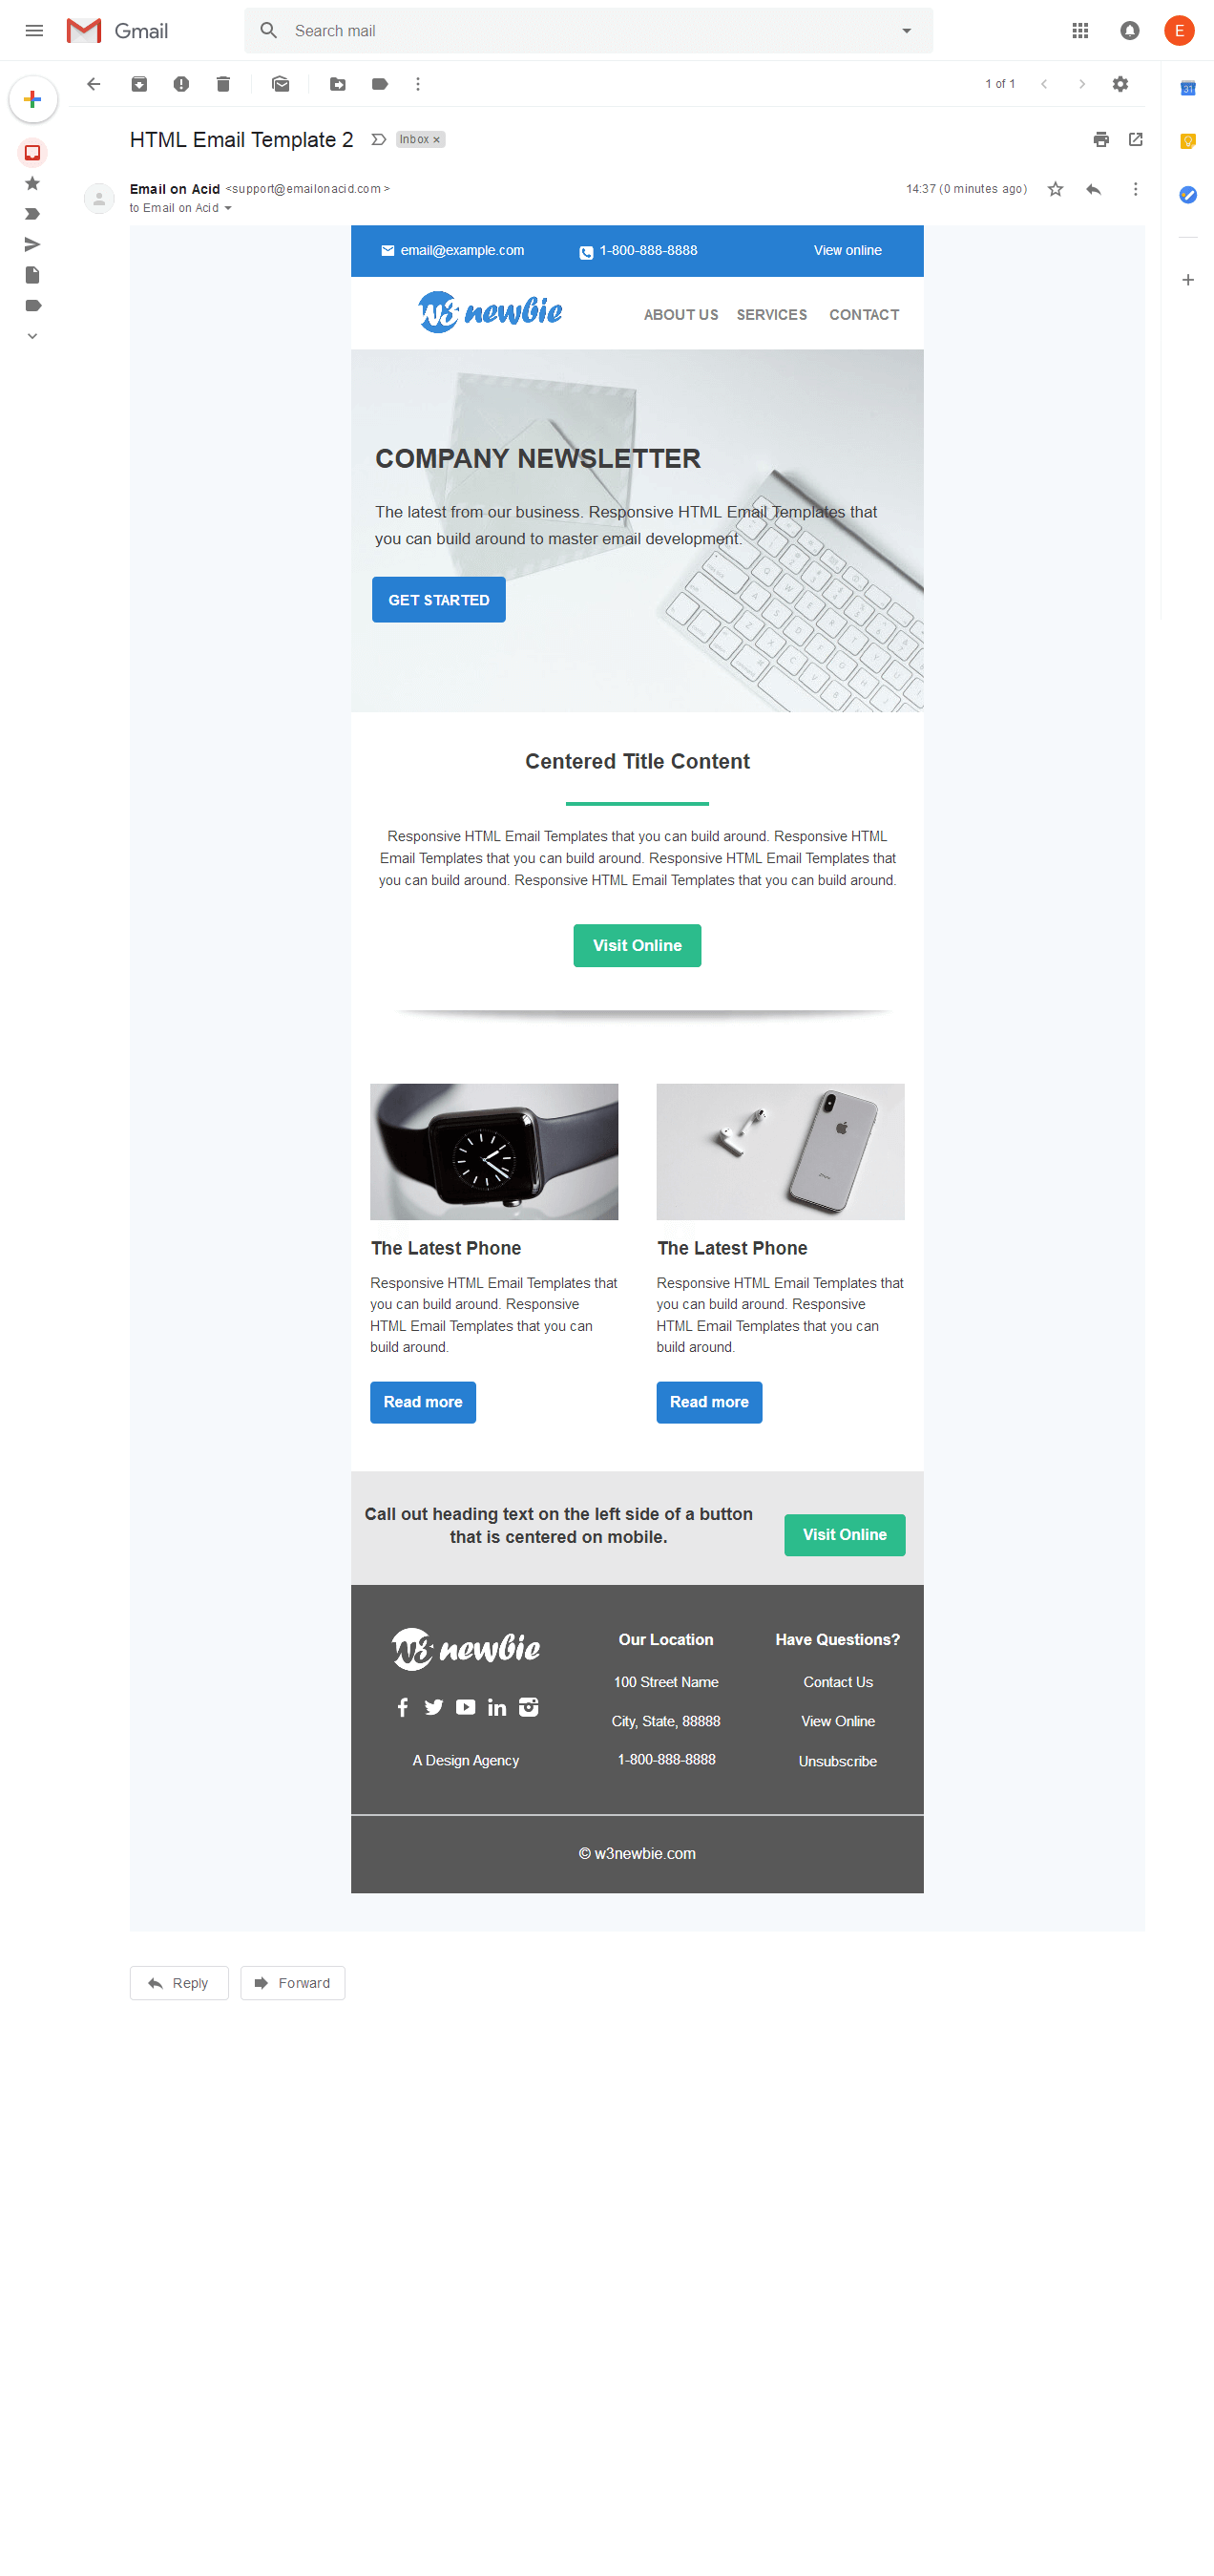 Gmail
Search mail
E
1 of 1
31
HTML Email Template 2
Inbox ×
Email on Acid <support@emailonacid.com >
14:37 (0 minutes ago)
to Email on Acid
email@example.com
1-800-888-8888
View online
w3 newbie
ABOUT US
SERVICES
CONTACT
COMPANY NEWSLETTER
The latest from our business. Responsive HTML Email Templates that
you can build around to master email development.
GET STARTED
Centered Title Content
Responsive HTML Email Templates that you can build around. Responsive HTML
Email Templates that you can build around. Responsive HTML Email Templates that
you can build around. Responsive HTML Email Templates that you can build around.
Visit Online
The Latest Phone
Responsive HTML Email Templates that
you can build around. Responsive
HTML Email Templates that you can
build around.
Read more
The Latest Phone
Responsive HTML Email Templates that
you can build around. Responsive
HTML Email Templates that you can
build around.
Read more
Call out heading text on the left side of a button
that is centered on mobile.
Visit Online
w3 newbie
A Design Agency
Our Location
100 Street Name
City, State, 88888
1-800-888-8888
Have Questions?
Contact Us
View Online
Unsubscribe
© w3newbie.com
Reply
Forward